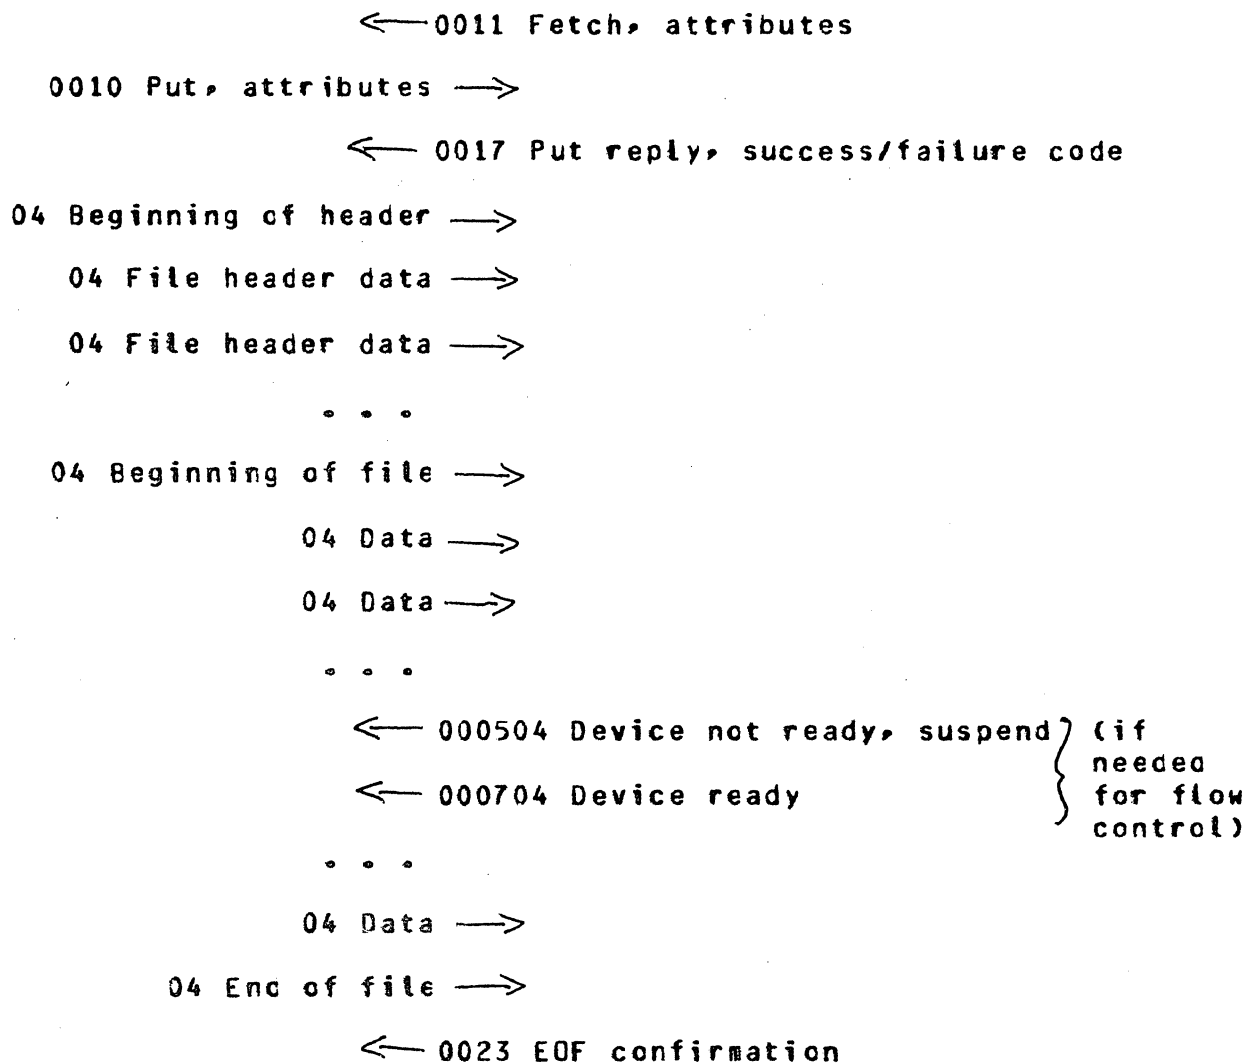 <— 0011 Fetch, attributes
0010 Put, attributes —>
<— 0017 Put reply, success/failure code
04 Beginning of header —>
04 File header data —>
04 File header data —>
. . .
04 Beginning of file —>
04 Data —>
04 Data —>
. . .
<— 000504 Device not ready, suspend } (if
needed
<— 000704 Device ready for flow
control)
. . .
04 Data —>
04 End of file —>
<— 0023 EOF confirmation